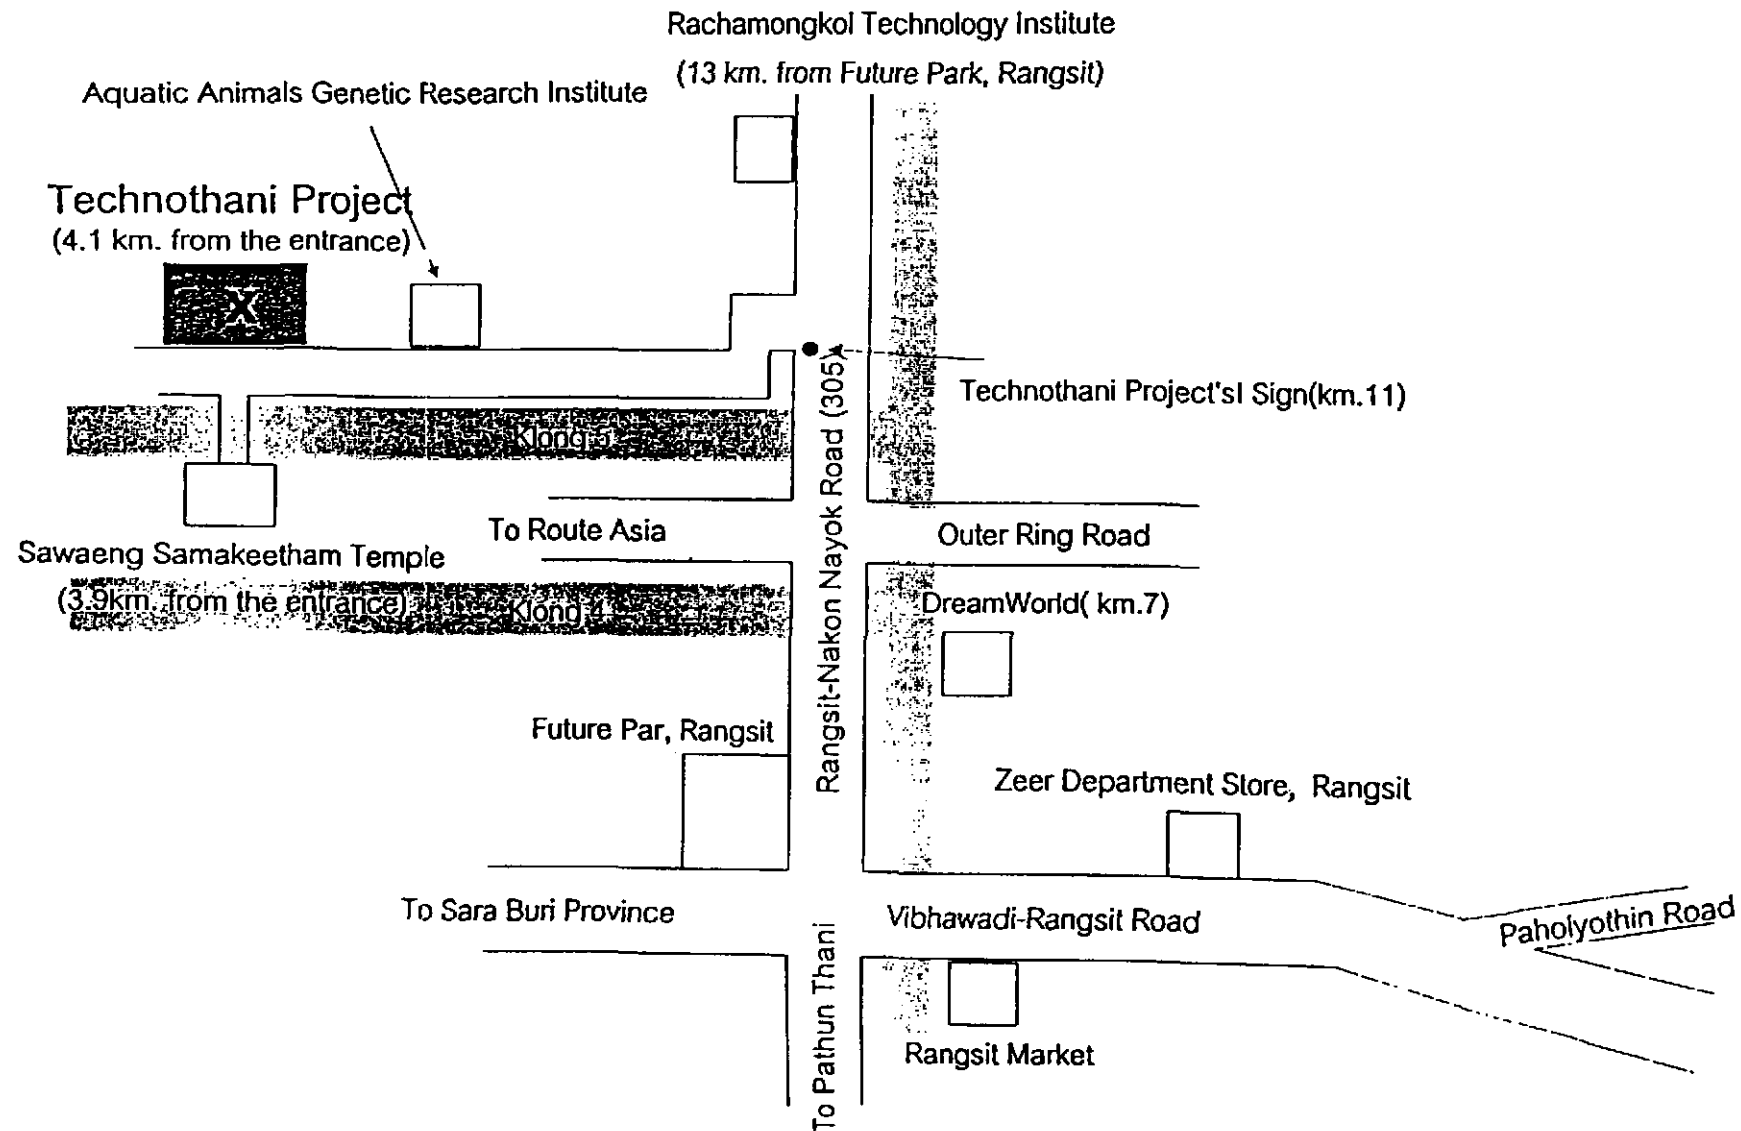 Rachamongkol Technology Institute
(13 km. from Future Park, Rangsit)
Aquatic Animals Genetic Research Institute
Technothani Project
(4.1 km. from the entrance)
X
Technothani Project'sI Sign(km.11)
Rangsit-Nakon Nayok Road (305)
Klong 5
To Route Asia
Outer Ring Road
Sawaeng Samakeetham Temple
(3.9km. from the entrance)
Klong 4
DreamWorld( km.7)
Future Par, Rangsit
Zeer Department Store, Rangsit
To Sara Buri Province
Vibhawadi-Rangsit Road
Paholyothin Road
To Pathun Thani
Rangsit Market